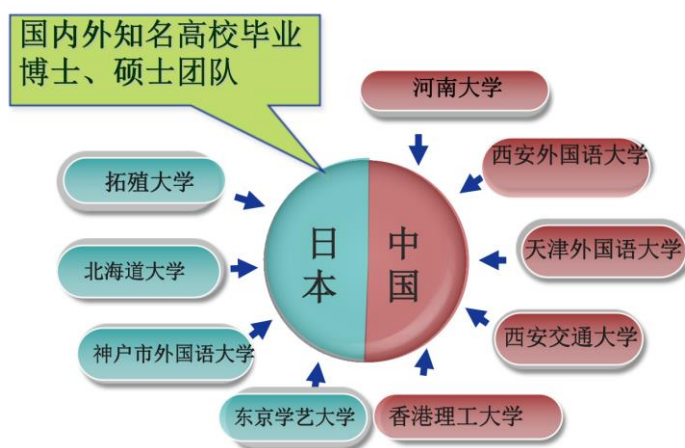 国内外知名高校毕业
博士、硕士团队
河南大学
西安外国语大学
拓殖大学
天津外国语大学
北海道大学
日本
中国
西安交通大学
神户市外国语大学
东京学艺大学
香港理工大学